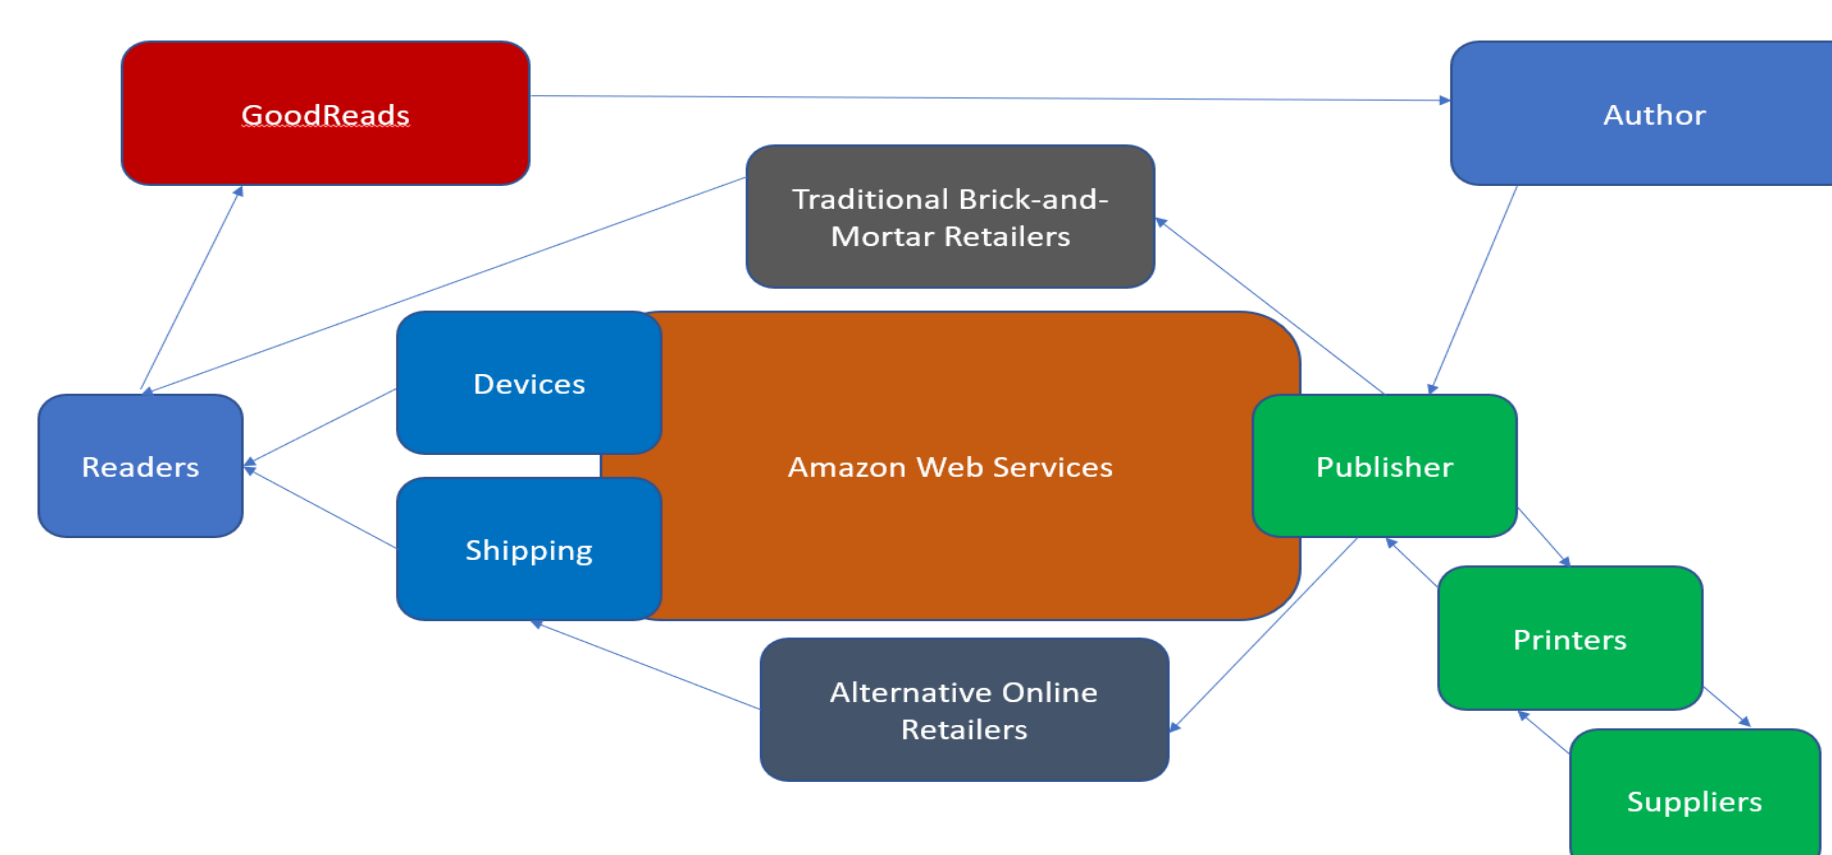 GoodReads
Author
Traditional Brick-and-
Mortar Retailers
Devices
Readers
Amazon Web Services
Publisher
Shipping
Printers
Alternative Online
Retailers
Suppliers